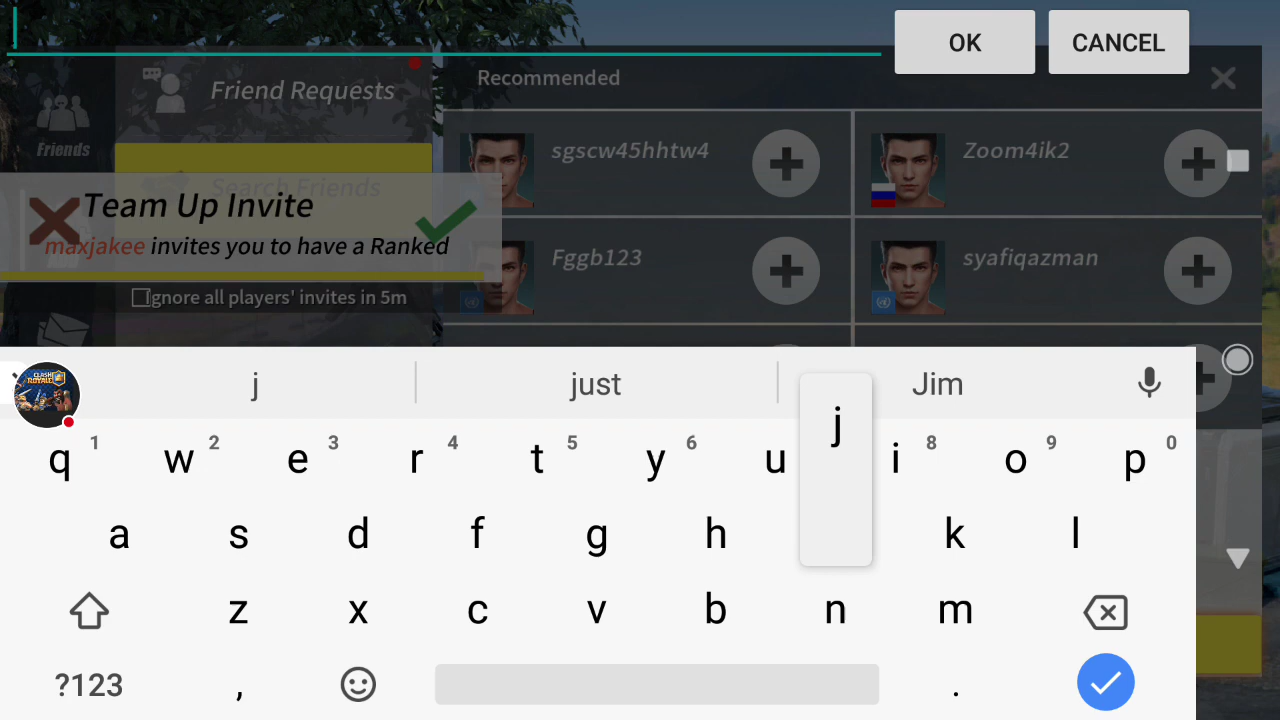 OK
CANCEL
Friend Requests
Recommended
Friends
sgscw45hhtw4
Zoom4ik2
Search Friends
Team Up Invite
maxjakee invites you to have a Ranked
Fggb123
syafiqazman
Ignore all players' invites in 5m
CLASH
ROYALE
j
just
Jim
j
1 2 3 4 5 6 8 9 0
q w e r t y u i o p
a s d f g h k l
z x c v b n m
?123 , .